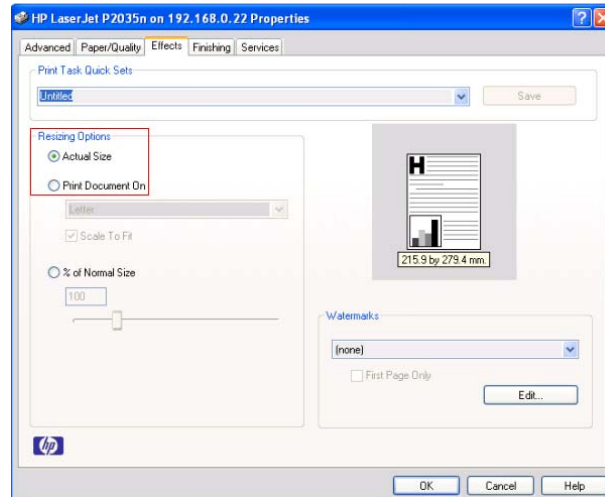 HP LaserJet P2035n on 192.168.0.22 Properties
Advanced Paper/Quality Effects Finishing Services
Print Task Quick Sets
Untitled
Save
Resizing Options
Actual Size
Print Document On
Letter
Scale To Fit
% of Normal Size
100
H
215.9 by 279.4 mm.
Watermarks
(none)
First Page Only
Edit...
hp
OK Cancel Help